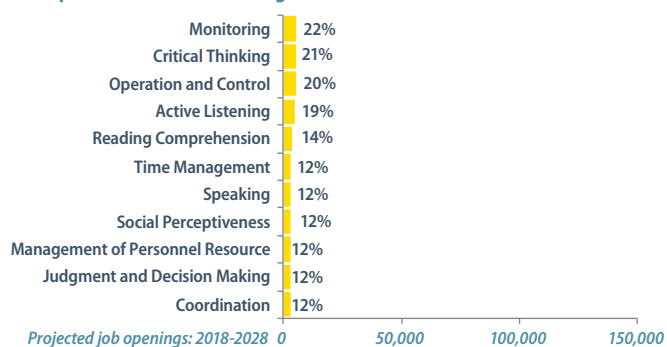 Monitoring 22%
Critical Thinking 21%
Operation and Control 20%
Active Listening 19%
Reading Comprehension 14%
Time Management 12%
Speaking 12%
Social Perceptiveness 12%
Management of Personnel Resource 12%
Judgment and Decision Making 12%
Coordination 12%
Projected job openings: 2018-2028 0 50,000 100,000 150,000